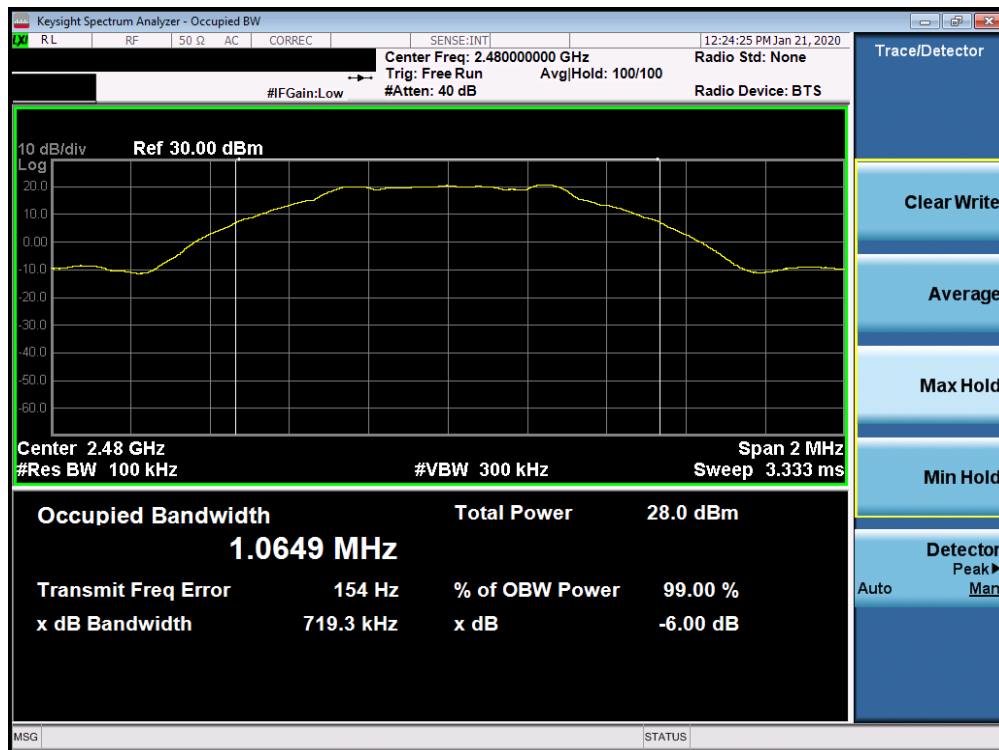 Keysight Spectrum Analyzer - Occupied BW
LXI RL RF 50 Ω AC CORREC SENSE:INT 12:24:25 PM Jan 21, 2020
Center Freq: 2.480000000 GHz Radio Std: None
Trig: Free Run Avg|Hold: 100/100
#IFGain:Low #Atten: 40 dB Radio Device: BTS
10 dB/div Ref 30.00 dBm
Log
20.0
10.0
0.00
-10.0
-20.0
-30.0
-40.0
-50.0
-60.0
Center 2.48 GHz Span 2 MHz
#Res BW 100 kHz #VBW 300 kHz Sweep 3.333 ms
Occupied Bandwidth Total Power 28.0 dBm
1.0649 MHz
Transmit Freq Error 154 Hz % of OBW Power 99.00 %
x dB Bandwidth 719.3 kHz x dB -6.00 dB
MSG STATUS
Trace/Detector
Clear Write
Average
Max Hold
Min Hold
Detector
Peak▶
Auto Man